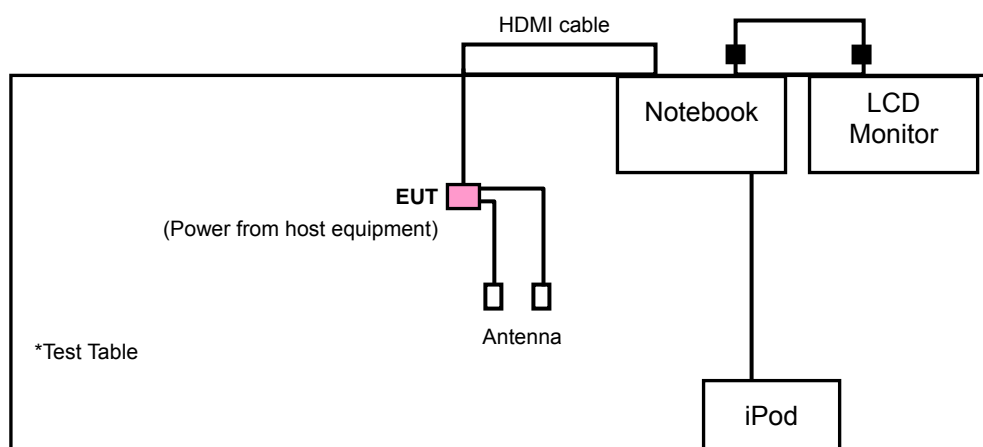 HDMI cable
Notebook
LCD
Monitor
EUT
(Power from host equipment)
Antenna
*Test Table
iPod